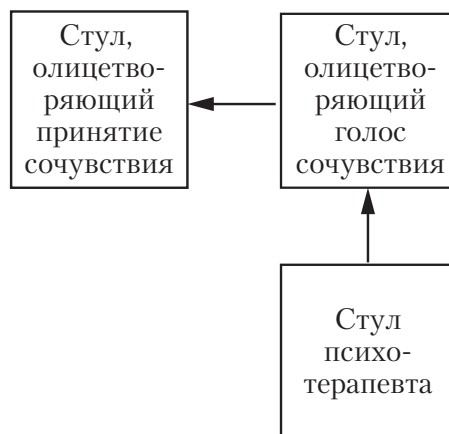 Стул,
олицетво-
ряющий
принятие
сочувствия
Стул,
олицетво-
ряющий
голос
сочувствия
Стул
психо-
терапевта